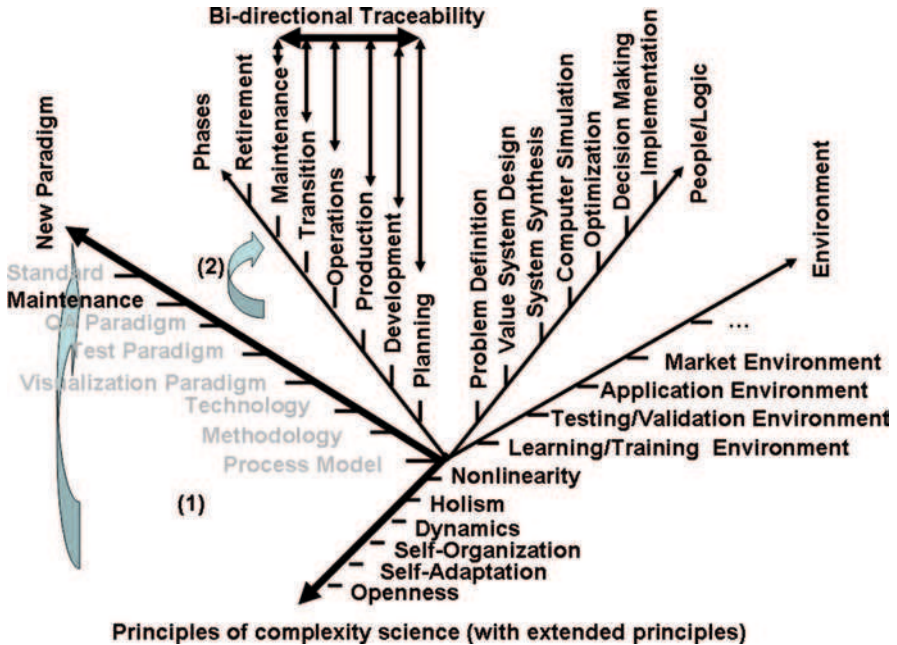 Bi-directional Traceability
New Paradigm
Standard
Maintenance
QA Paradigm
Test Paradigm
Visualization Paradigm
Technology
Methodology
Process Model
(1)
(2)
Phases
Retirement
Maintenance
Transition
Operations
Production
Development
Planning
Problem Definition
Value System Design
System Synthesis
Computer Simulation
Optimization
Decision Making
Implementation
People/Logic
Environment
...
Market Environment
Application Environment
Testing/Validation Environment
Learning/Training Environment
Nonlinearity
Holism
Dynamics
Self-Organization
Self-Adaptation
Openness
Principles of complexity science (with extended principles)